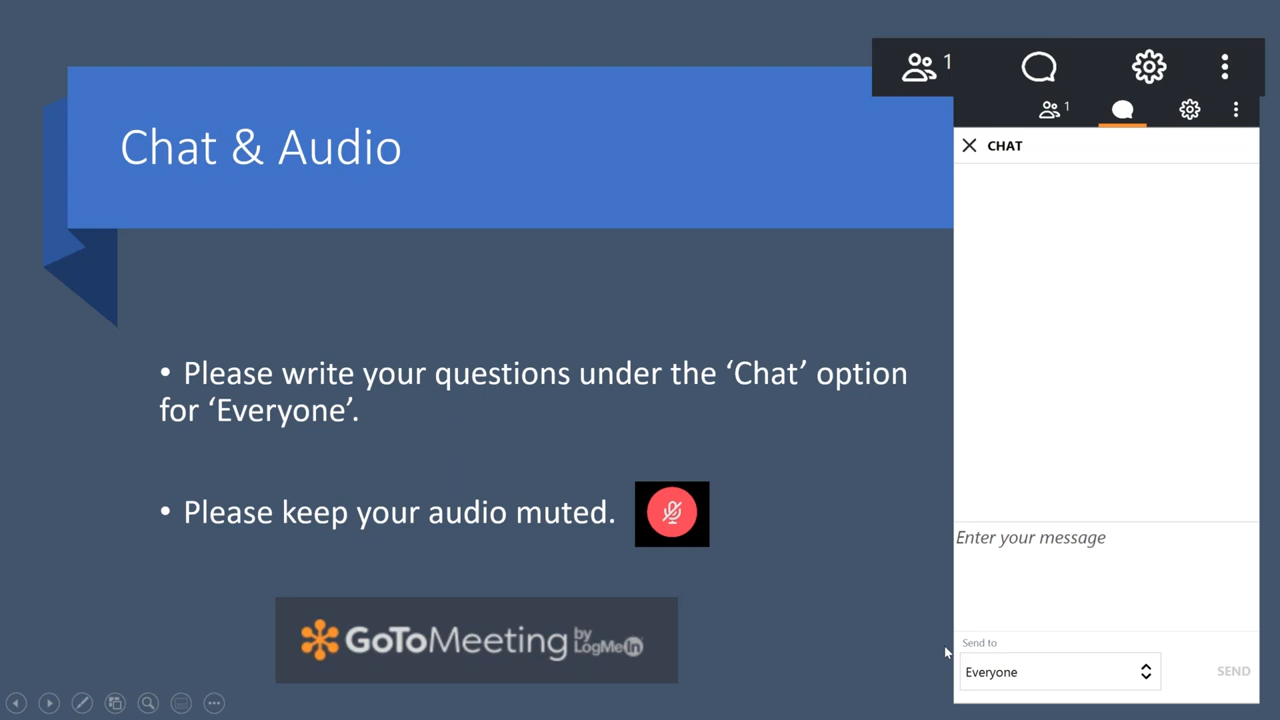 1
1
Chat & Audio
CHAT
• Please write your questions under the ‘Chat’ option
for ‘Everyone’.
• Please keep your audio muted.
GoToMeeting by LogMeIn
Enter your message
Send to
Everyone
SEND